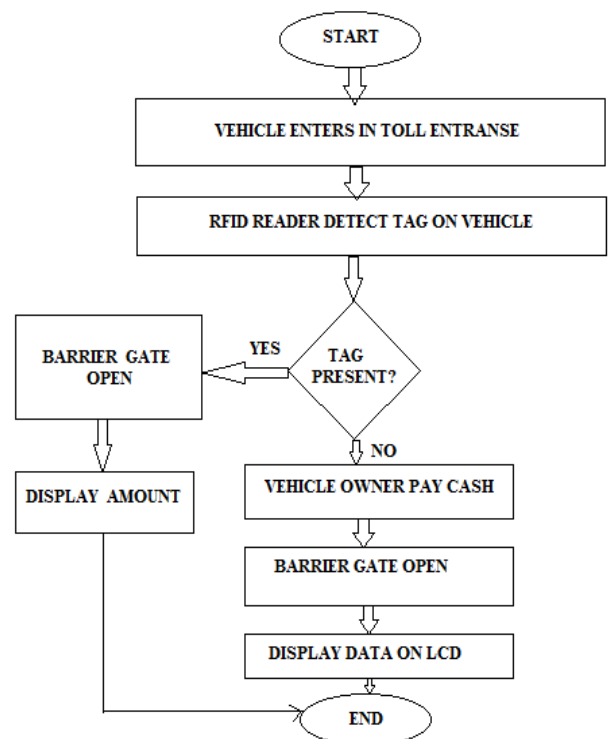 START
VEHICLE ENTERS IN TOLL ENTRANSE
RFID READER DETECT TAG ON VEHICLE
TAG
PRESENT?
YES
BARRIER GATE
OPEN
DISPLAY AMOUNT
NO
VEHICLE OWNER PAY CASH
BARRIER GATE OPEN
DISPLAY DATA ON LCD
END